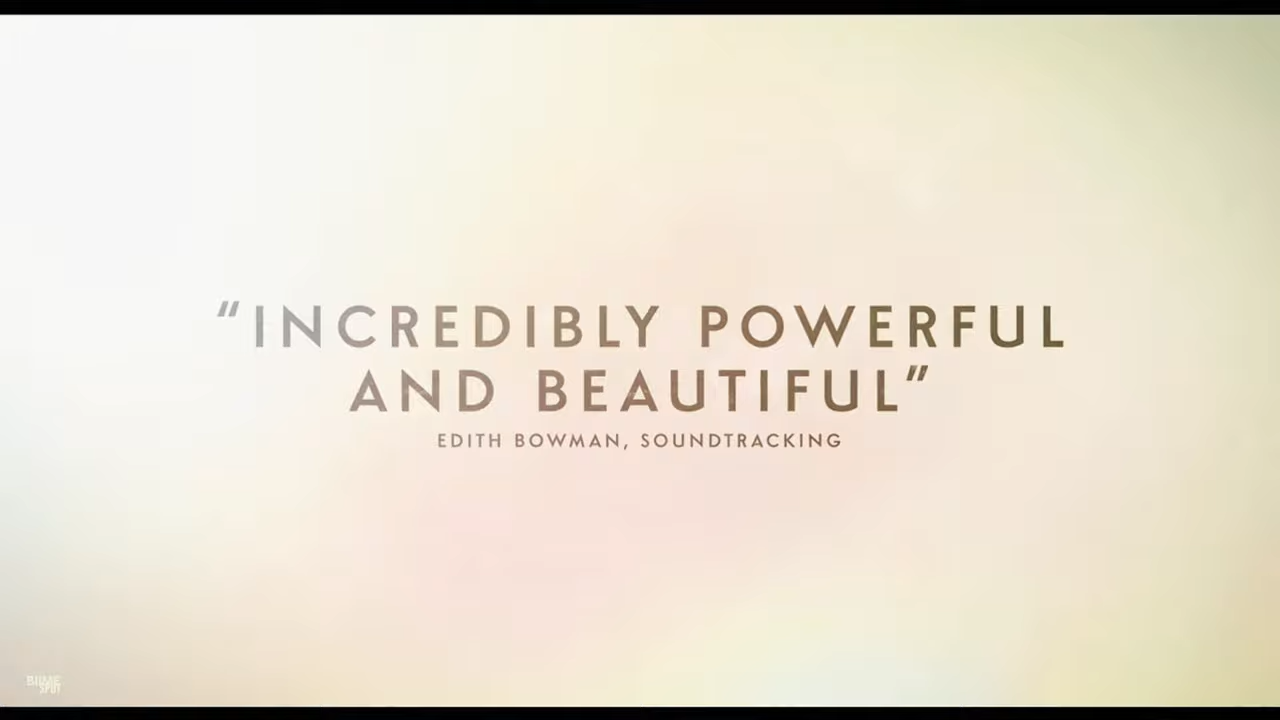 “INCREDIBLY POWERFUL
AND BEAUTIFUL”
EDITH BOWMAN, SOUNDTRACKING